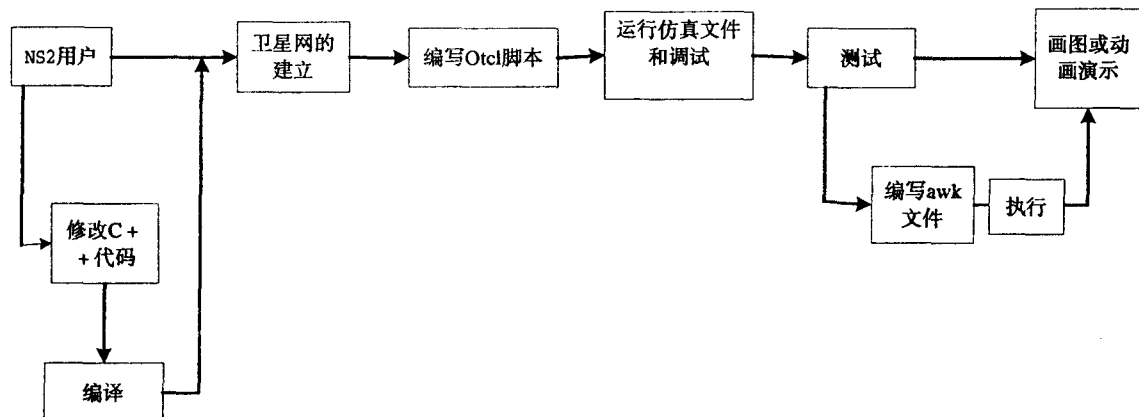 NS2用户
卫星网的
建立
编写Otcl脚本
运行仿真文件
和调试
测试
画图或动
画演示
修改C +
+ 代码
编译
编写awk
文件
执行